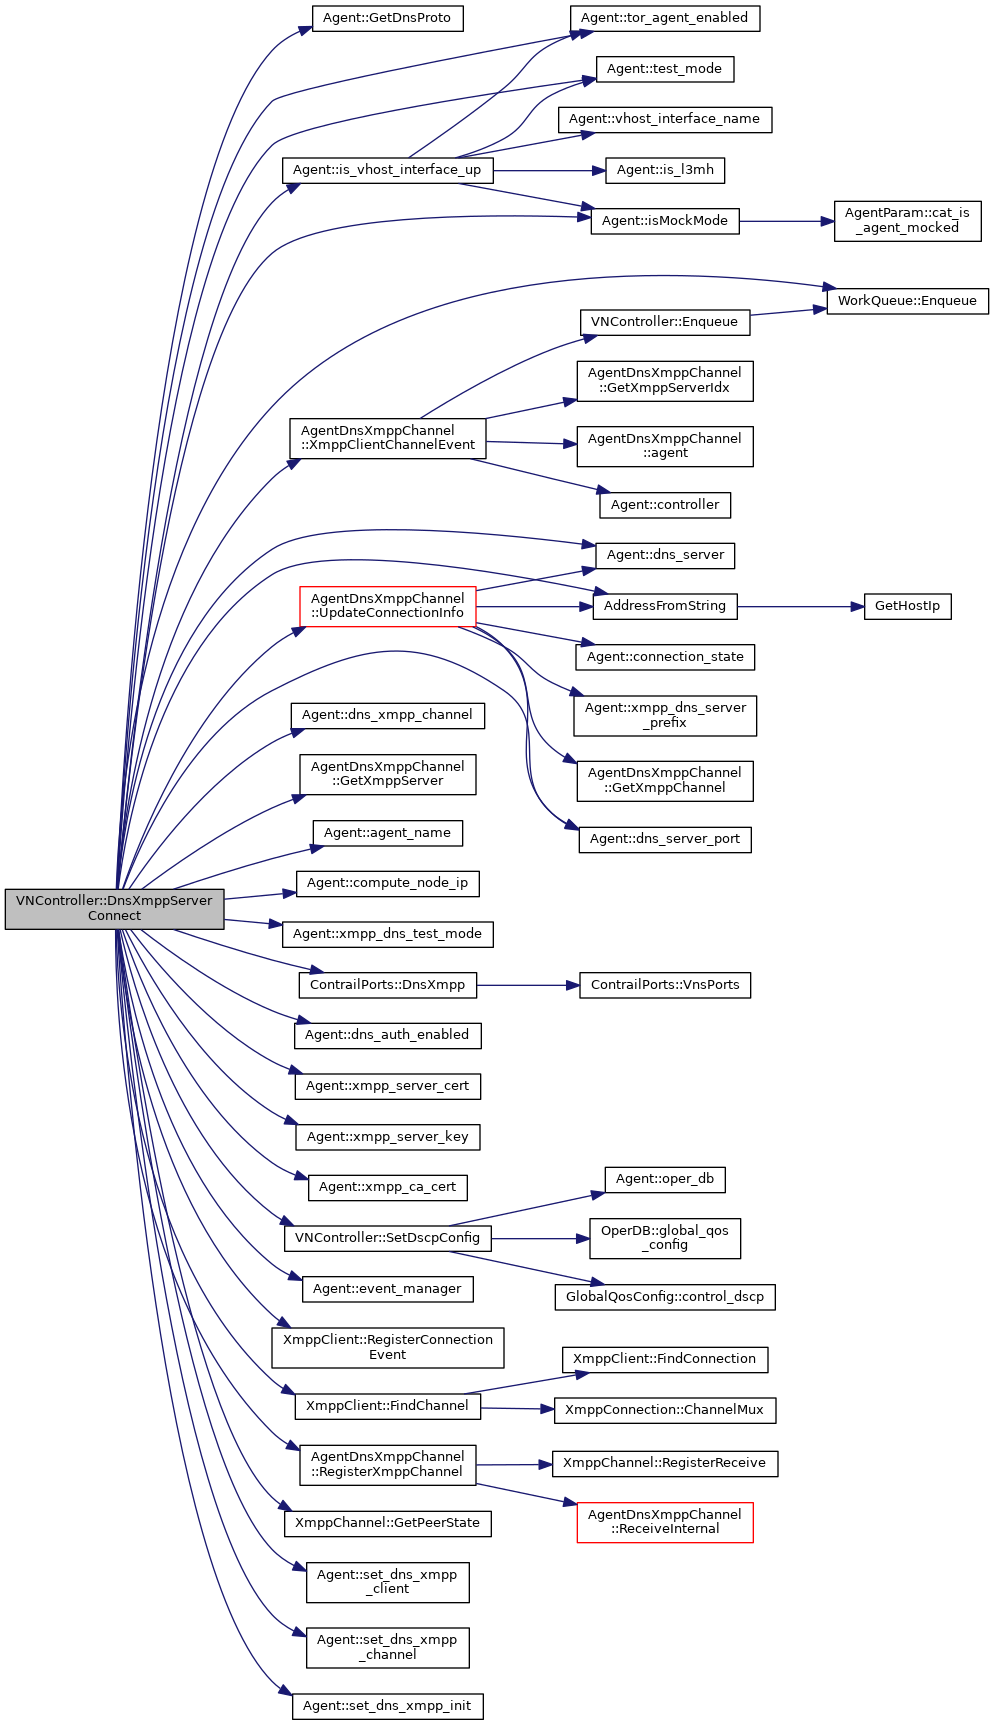 Agent::GetDnsProto
Agent::tor_agent_enabled
Agent::test_mode
Agent::vhost_interface_name
Agent::is_vhost_interface_up
Agent::is_l3mh
Agent::isMockMode
AgentParam::cat_is
_agent_mocked
WorkQueue::Enqueue
VNController::Enqueue
AgentDnsXmppChannel
::GetXmppServerIdx
AgentDnsXmppChannel
::XmppClientChannelEvent
AgentDnsXmppChannel
::agent
Agent::controller
Agent::dns_server
AgentDnsXmppChannel
::UpdateConnectionInfo
AddressFromString
GetHostIp
Agent::connection_state
Agent::xmpp_dns_server
_prefix
Agent::dns_xmpp_channel
AgentDnsXmppChannel
::GetXmppServer
AgentDnsXmppChannel
::GetXmppChannel
Agent::agent_name
Agent::dns_server_port
Agent::compute_node_ip
VNController::DnsXmppServer
Connect
Agent::xmpp_dns_test_mode
ContrailPorts::DnsXmpp
ContrailPorts::VnsPorts
Agent::dns_auth_enabled
Agent::xmpp_server_cert
Agent::xmpp_server_key
Agent::xmpp_ca_cert
Agent::oper_db
VNController::SetDscpConfig
OperDB::global_qos
_config
Agent::event_manager
GlobalQosConfig::control_dscp
XmppClient::RegisterConnection
Event
XmppClient::FindConnection
XmppClient::FindChannel
XmppConnection::ChannelMux
AgentDnsXmppChannel
::RegisterXmppChannel
XmppChannel::RegisterReceive
XmppChannel::GetPeerState
AgentDnsXmppChannel
::ReceiveInternal
Agent::set_dns_xmpp
_client
Agent::set_dns_xmpp
_channel
Agent::set_dns_xmpp_init